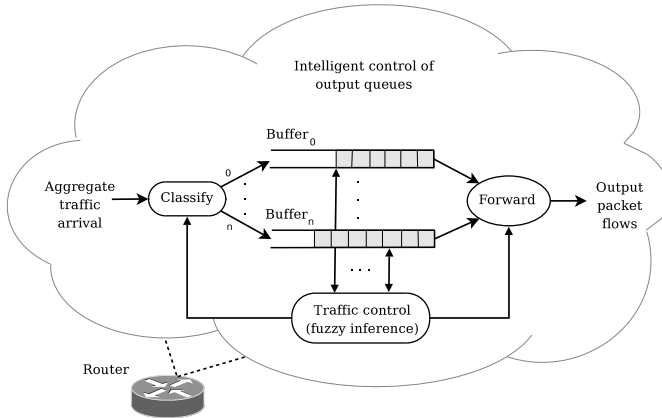 Intelligent control of
output queues
Buffer0
0
Aggregate
traffic
arrival
Classify
Forward
Output
packet
flows
n
Buffern
Traffic control
(fuzzy inference)
Router